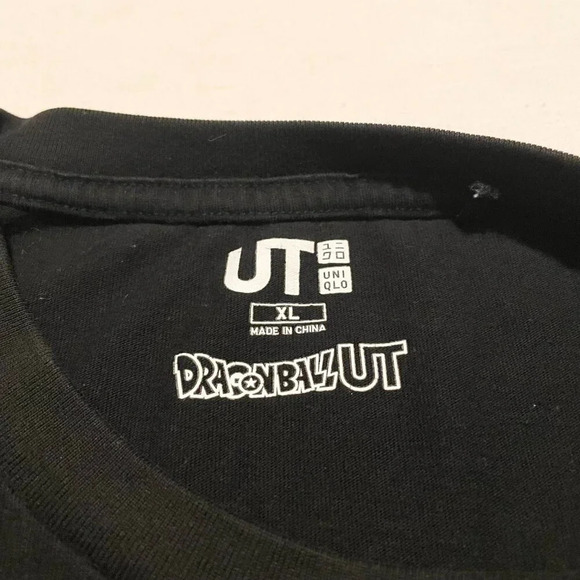 UT ユニ
クロ
UNI
QLO
XL
MADE IN CHINA
DRAGONBALL UT